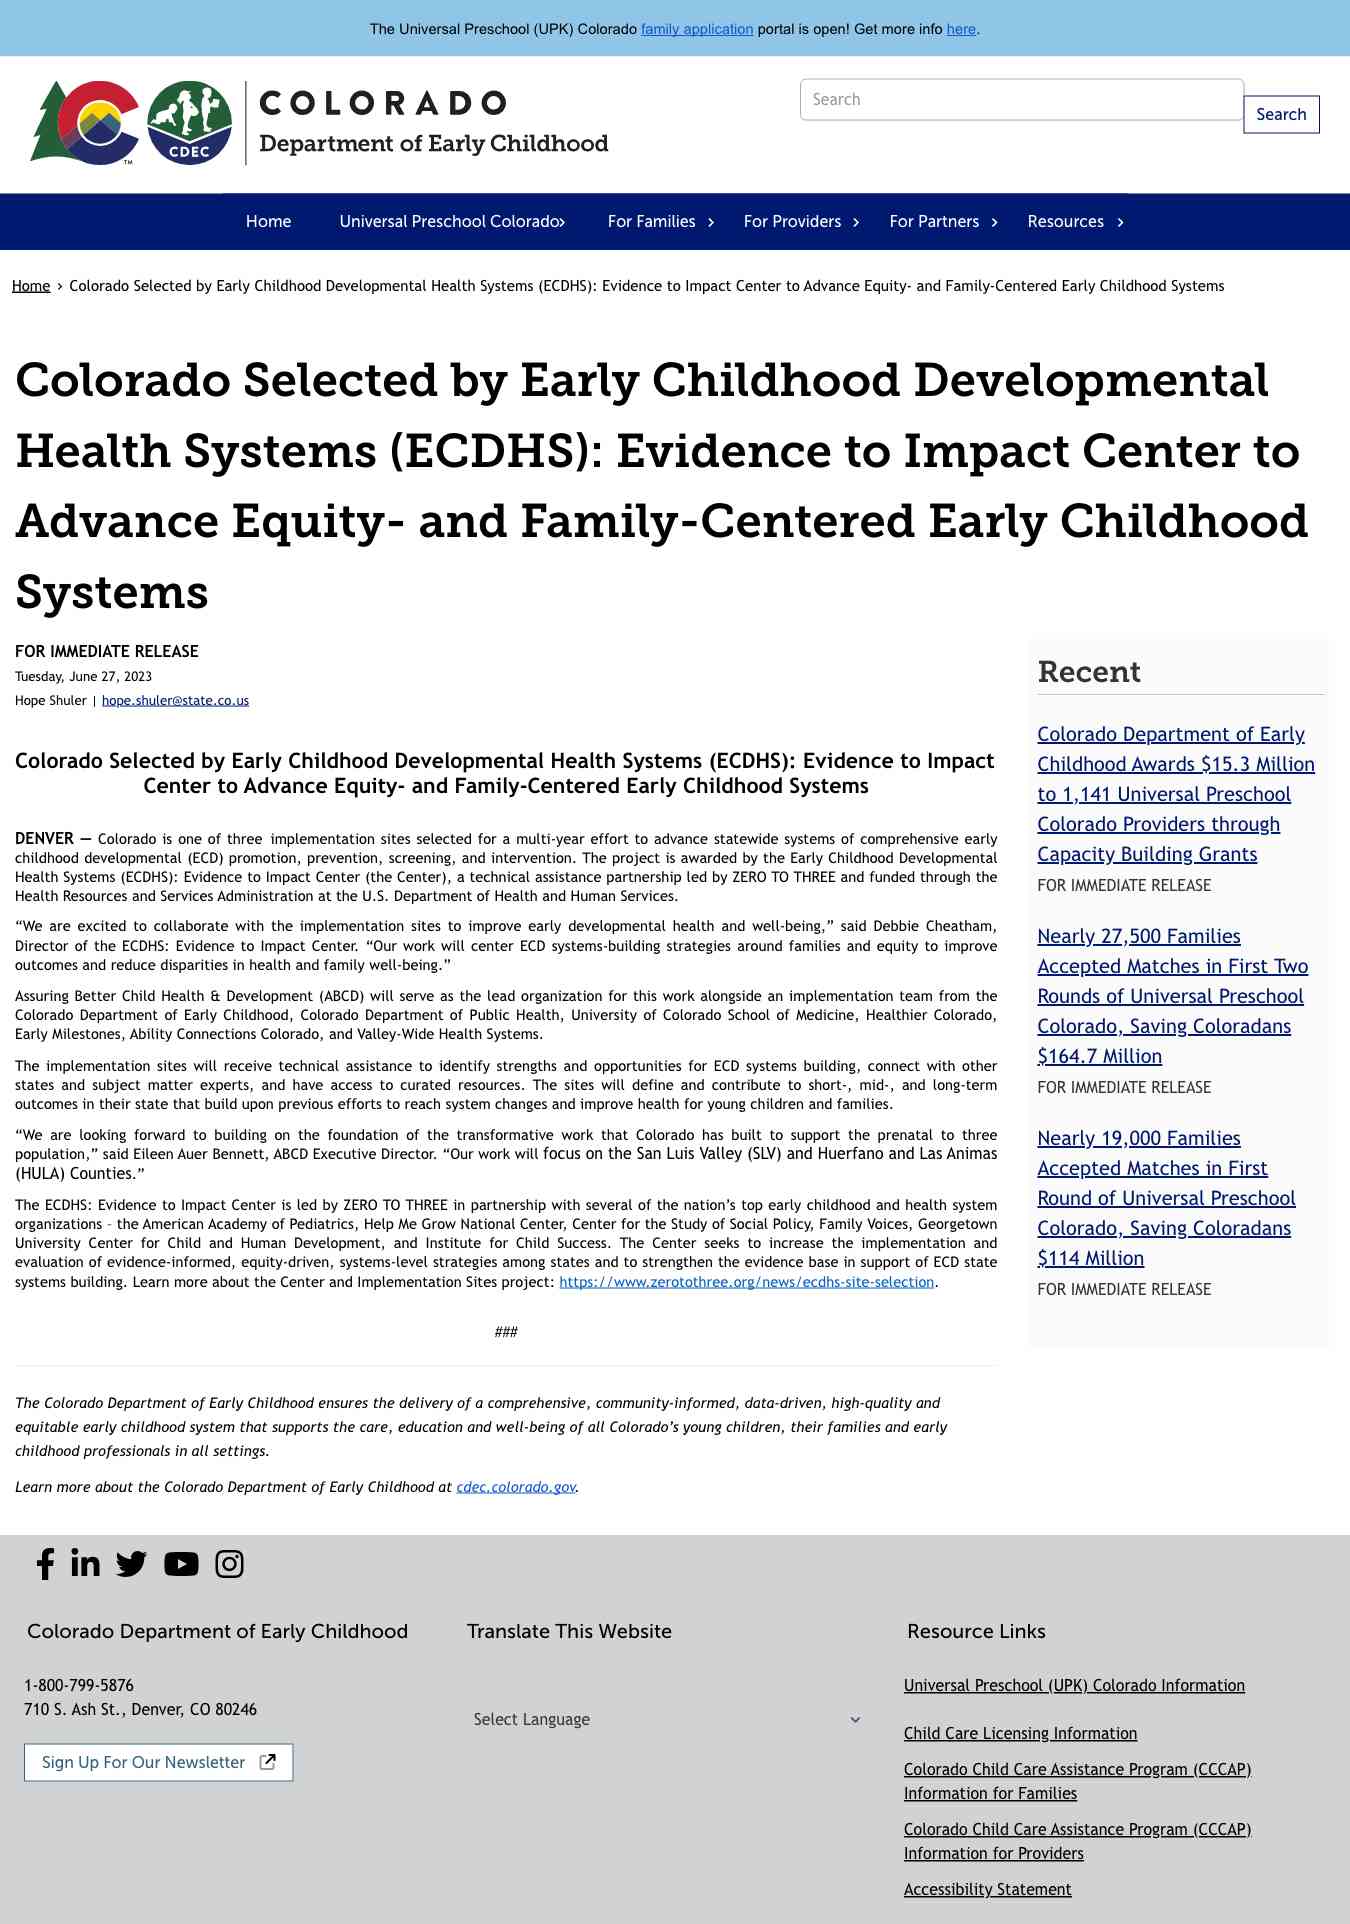 The Universal Preschool (UPK) Colorado family application portal is open! Get more info here.
CDEC
TM
COLORADO
Department of Early Childhood
Search
Search
Home
Universal Preschool Colorado
For Families
For Providers
For Partners
Resources
Home › Colorado Selected by Early Childhood Developmental Health Systems (ECDHS): Evidence to Impact Center to Advance Equity- and Family-Centered Early Childhood Systems
Colorado Selected by Early Childhood Developmental
Health Systems (ECDHS): Evidence to Impact Center to
Advance Equity- and Family-Centered Early Childhood
Systems
FOR IMMEDIATE RELEASE
Tuesday, June 27, 2023
Hope Shuler | hope.shuler@state.co.us
Colorado Selected by Early Childhood Developmental Health Systems (ECDHS): Evidence to Impact
Center to Advance Equity- and Family-Centered Early Childhood Systems
DENVER — Colorado is one of three implementation sites selected for a multi-year effort to advance statewide systems of comprehensive early
childhood developmental (ECD) promotion, prevention, screening, and intervention. The project is awarded by the Early Childhood Developmental
Health Systems (ECDHS): Evidence to Impact Center (the Center), a technical assistance partnership led by ZERO TO THREE and funded through the
Health Resources and Services Administration at the U.S. Department of Health and Human Services.
“We are excited to collaborate with the implementation sites to improve early developmental health and well-being,” said Debbie Cheatham,
Director of the ECDHS: Evidence to Impact Center. “Our work will center ECD systems-building strategies around families and equity to improve
outcomes and reduce disparities in health and family well-being.”
Assuring Better Child Health & Development (ABCD) will serve as the lead organization for this work alongside an implementation team from the
Colorado Department of Early Childhood, Colorado Department of Public Health, University of Colorado School of Medicine, Healthier Colorado,
Early Milestones, Ability Connections Colorado, and Valley-Wide Health Systems.
The implementation sites will receive technical assistance to identify strengths and opportunities for ECD systems building, connect with other
states and subject matter experts, and have access to curated resources. The sites will define and contribute to short-, mid-, and long-term
outcomes in their state that build upon previous efforts to reach system changes and improve health for young children and families.
“We are looking forward to building on the foundation of the transformative work that Colorado has built to support the prenatal to three
population,” said Eileen Auer Bennett, ABCD Executive Director. “Our work will focus on the San Luis Valley (SLV) and Huerfano and Las Animas
(HULA) Counties.”
The ECDHS: Evidence to Impact Center is led by ZERO TO THREE in partnership with several of the nation’s top early childhood and health system
organizations – the American Academy of Pediatrics, Help Me Grow National Center, Center for the Study of Social Policy, Family Voices, Georgetown
University Center for Child and Human Development, and Institute for Child Success. The Center seeks to increase the implementation and
evaluation of evidence-informed, equity-driven, systems-level strategies among states and to strengthen the evidence base in support of ECD state
systems building. Learn more about the Center and Implementation Sites project: https://www.zerotothree.org/news/ecdhs-site-selection.
###
The Colorado Department of Early Childhood ensures the delivery of a comprehensive, community-informed, data-driven, high-quality and
equitable early childhood system that supports the care, education and well-being of all Colorado’s young children, their families and early
childhood professionals in all settings.
Learn more about the Colorado Department of Early Childhood at cdec.colorado.gov.
Recent
Colorado Department of Early
Childhood Awards $15.3 Million
to 1,141 Universal Preschool
Colorado Providers through
Capacity Building Grants
FOR IMMEDIATE RELEASE
Nearly 27,500 Families
Accepted Matches in First Two
Rounds of Universal Preschool
Colorado, Saving Coloradans
$164.7 Million
FOR IMMEDIATE RELEASE
Nearly 19,000 Families
Accepted Matches in First
Round of Universal Preschool
Colorado, Saving Coloradans
$114 Million
FOR IMMEDIATE RELEASE
Colorado Department of Early Childhood
1-800-799-5876
710 S. Ash St., Denver, CO 80246
Sign Up For Our Newsletter
Translate This Website
Select Language
Resource Links
Universal Preschool (UPK) Colorado Information
Child Care Licensing Information
Colorado Child Care Assistance Program (CCCAP)
Information for Families
Colorado Child Care Assistance Program (CCCAP)
Information for Providers
Accessibility Statement